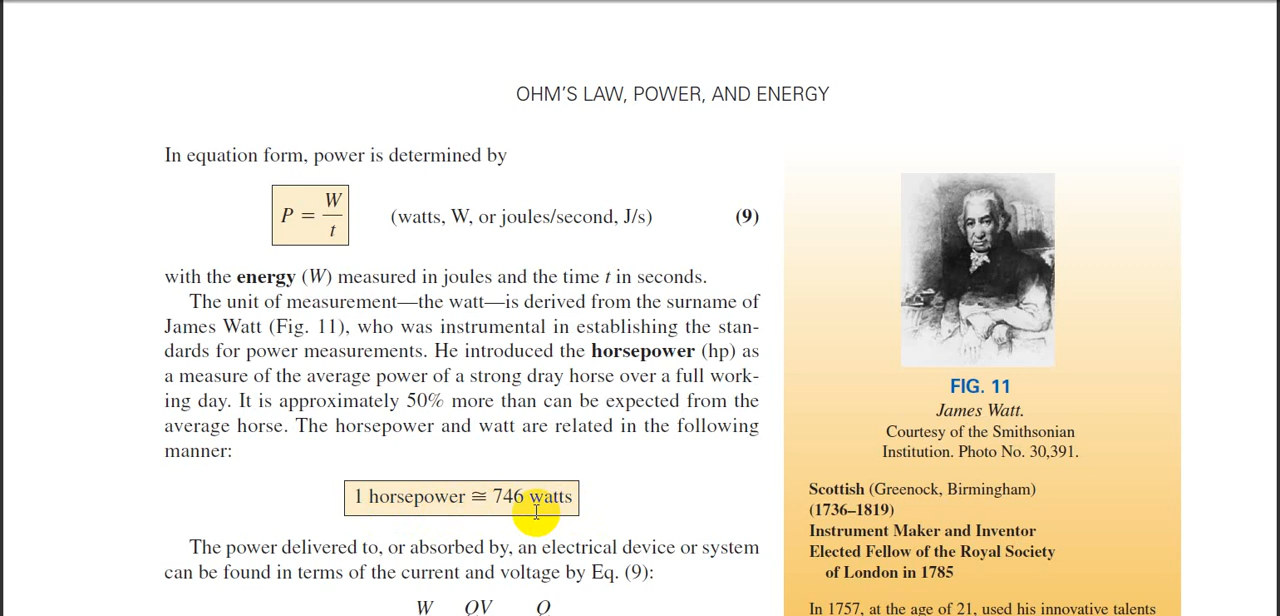 OHM'S LAW, POWER, AND ENERGY
In equation form, power is determined by
P = W/t (watts, W, or joules/second, J/s) (9)
with the energy (W) measured in joules and the time t in seconds.
The unit of measurement—the watt—is derived from the surname of
James Watt (Fig. 11), who was instrumental in establishing the stan-
dards for power measurements. He introduced the horsepower (hp) as
a measure of the average power of a strong dray horse over a full work-
ing day. It is approximately 50% more than can be expected from the
average horse. The horsepower and watt are related in the following
manner:
1 horsepower ≅ 746 watts
The power delivered to, or absorbed by, an electrical device or system
can be found in terms of the current and voltage by Eq. (9):
W QV Q
FIG. 11
James Watt.
Courtesy of the Smithsonian
Institution. Photo No. 30,391.
Scottish (Greenock, Birmingham)
(1736–1819)
Instrument Maker and Inventor
Elected Fellow of the Royal Society
of London in 1785
In 1757, at the age of 21, used his innovative talents